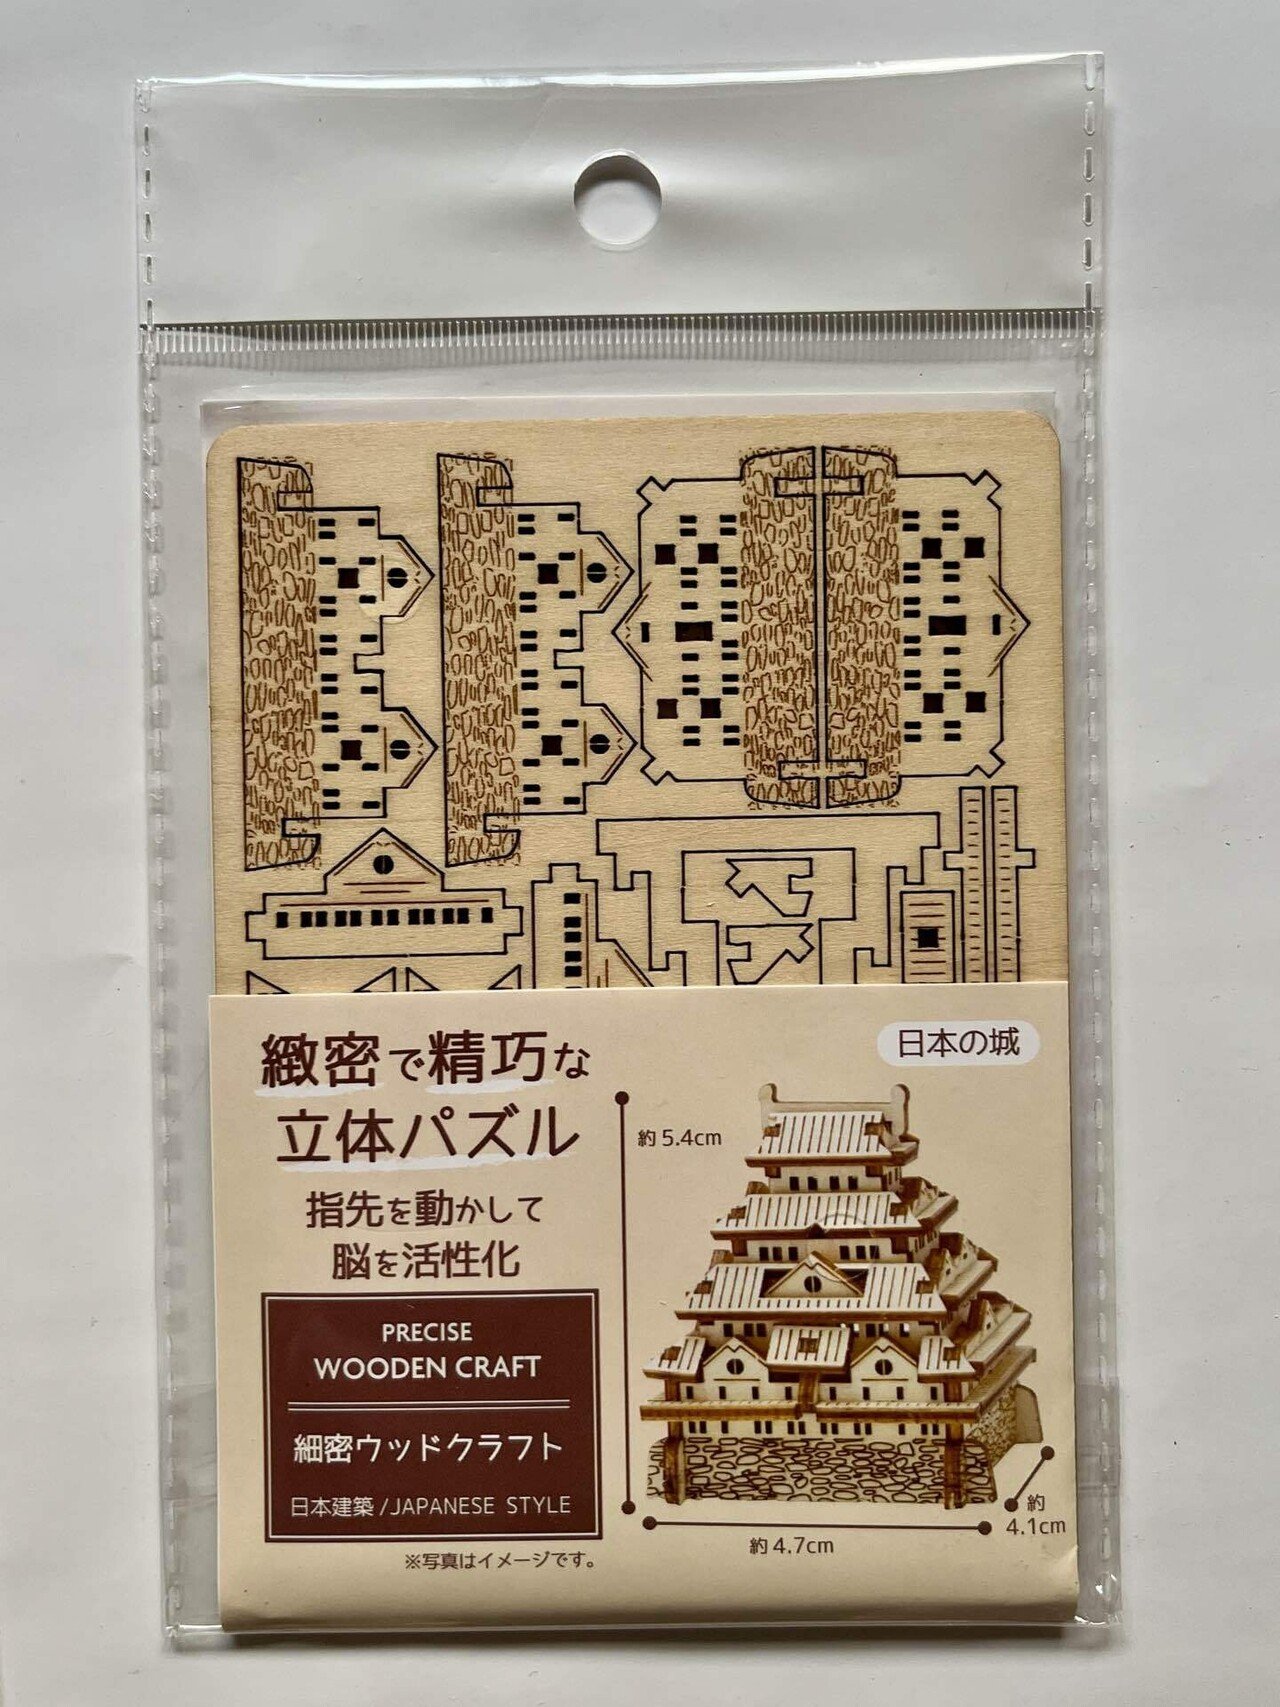 緻密で精巧な
立体パズル
指先を動かして
脳を活性化
PRECISE
WOODEN CRAFT
細密ウッドクラフト
日本建築/JAPANESE STYLE
※写真はイメージです。
日本の城
約5.4cm
約4.7cm
約
4.1cm